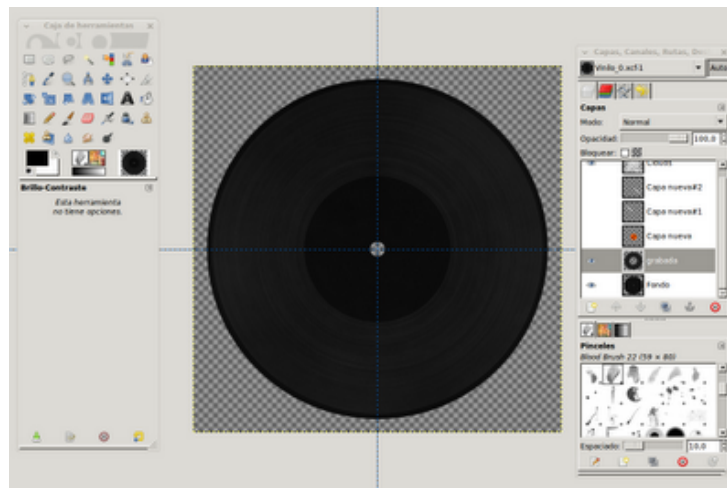 Caja de herramientas
Brillo-Contraste
Esta herramienta
no tiene opciones.
Capas, Canales, Rutas, De
Vinilo_0.xcf-1
Auto
Capas
Modo: Normal
Opacidad: 100.0
Bloquear:
Capa nueva#2
Capa nueva#1
Capa nueva
grabada
Fondo
Pinceles
Blood Brush 22 (59 × 60)
Espaciado: 10.0